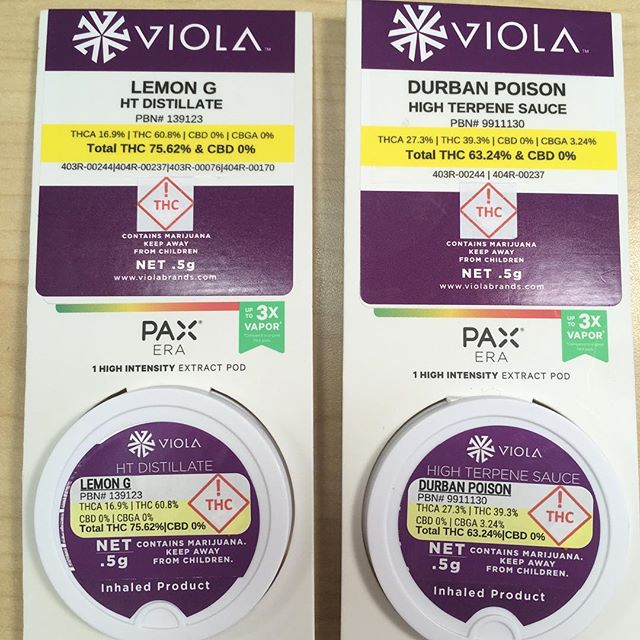 VIOLA™
LEMON G
HT DISTILLATE
PBN# 139123
THCA 16.9% | THC 60.8% | CBD 0% | CBGA 0%
Total THC 75.62% & CBD 0%
403R-00244|404R-00237|403R-00076|404R-00170
!
THC
CONTAINS MARIJUANA
KEEP AWAY
FROM CHILDREN
NET .5g
www.violabrands.com
PAX®
ERA
UP TO 3X
VAPOR*
1 HIGH INTENSITY EXTRACT POD
VIOLA
HT DISTILLATE
LEMON G
PBN# 139123
THCA 16.9% | THC 60.8%
CBD 0% | CBGA 0%
Total THC 75.62%|CBD 0%
!
THC
NET
.5g
CONTAINS MARIJUANA.
KEEP AWAY
FROM CHILDREN.
Inhaled Product
VIOLA™
DURBAN POISON
HIGH TERPENE SAUCE
PBN# 9911130
THCA 27.3% | THC 39.3% | CBD 0% | CBGA 3.24%
Total THC 63.24% & CBD 0%
403R-00244 | 404R-00237
!
THC
CONTAINS MARIJUANA
KEEP AWAY
FROM CHILDREN
NET .5g
www.violabrands.com
PAX®
ERA
UP TO 3X
VAPOR*
1 HIGH INTENSITY EXTRACT POD
VIOLA
HIGH TERPENE SAUCE
DURBAN POISON
PBN# 9911130
THCA 27.3% | THC 39.3%
CBD 0% | CBGA 3.24%
Total THC 63.24%|CBD 0%
!
THC
NET
.5g
CONTAINS MARIJUANA.
KEEP AWAY
FROM CHILDREN.
Inhaled Product